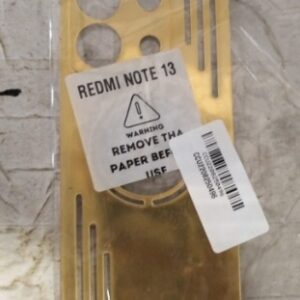 REDMI NOTE 13
WARNING
REMOVE THA
PAPER BEF
USE